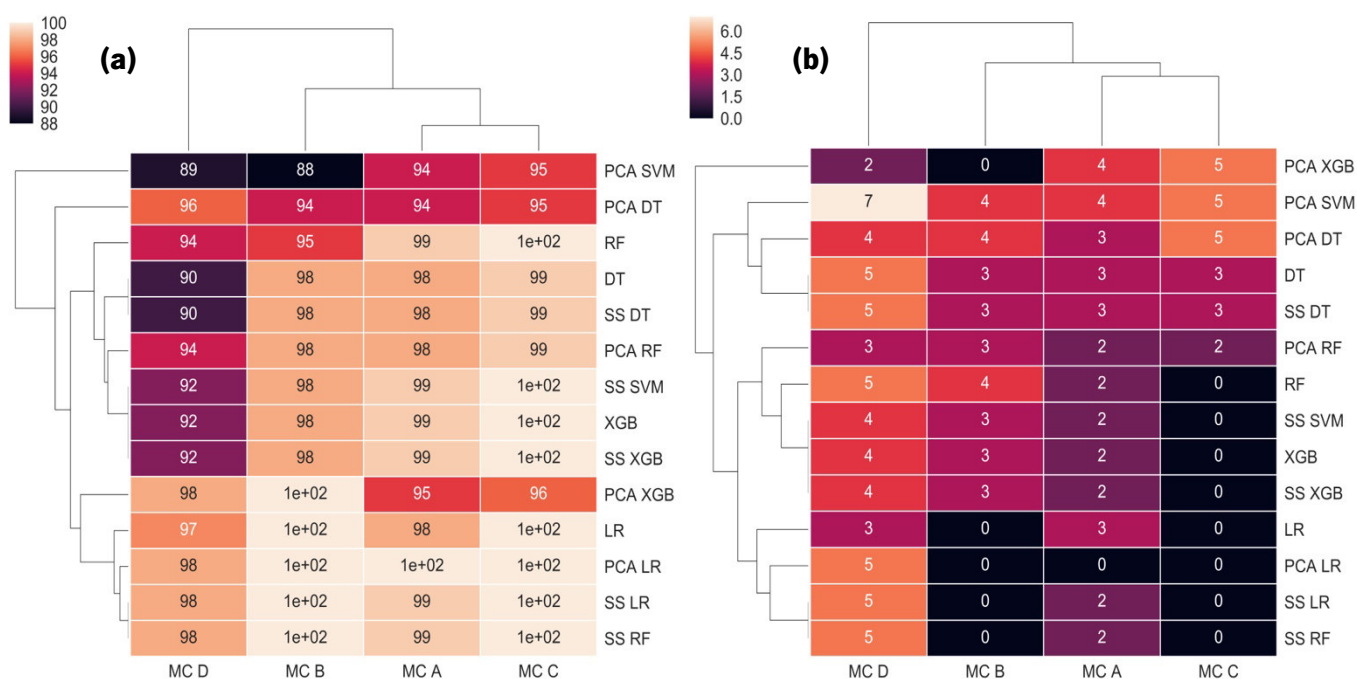 (a)
100
98
96
94
92
90
88
89 88 94 95 PCA SVM
96 94 94 95 PCA DT
94 95 99 1e+02 RF
90 98 98 99 DT
90 98 98 99 SS DT
94 98 98 99 PCA RF
92 98 99 1e+02 SS SVM
92 98 99 1e+02 XGB
92 98 99 1e+02 SS XGB
98 1e+02 95 96 PCA XGB
97 1e+02 98 1e+02 LR
98 1e+02 1e+02 1e+02 PCA LR
98 1e+02 99 1e+02 SS LR
98 1e+02 99 1e+02 SS RF
MC D MC B MC A MC C
(b)
6.0
4.5
3.0
1.5
0.0
2 0 4 5 PCA XGB
7 4 4 5 PCA SVM
4 4 3 5 PCA DT
5 3 3 3 DT
5 3 3 3 SS DT
3 3 2 2 PCA RF
5 4 2 0 RF
4 3 2 0 SS SVM
4 3 2 0 XGB
4 3 2 0 SS XGB
3 0 3 0 LR
5 0 0 0 PCA LR
5 0 2 0 SS LR
5 0 2 0 SS RF
MC D MC B MC A MC C